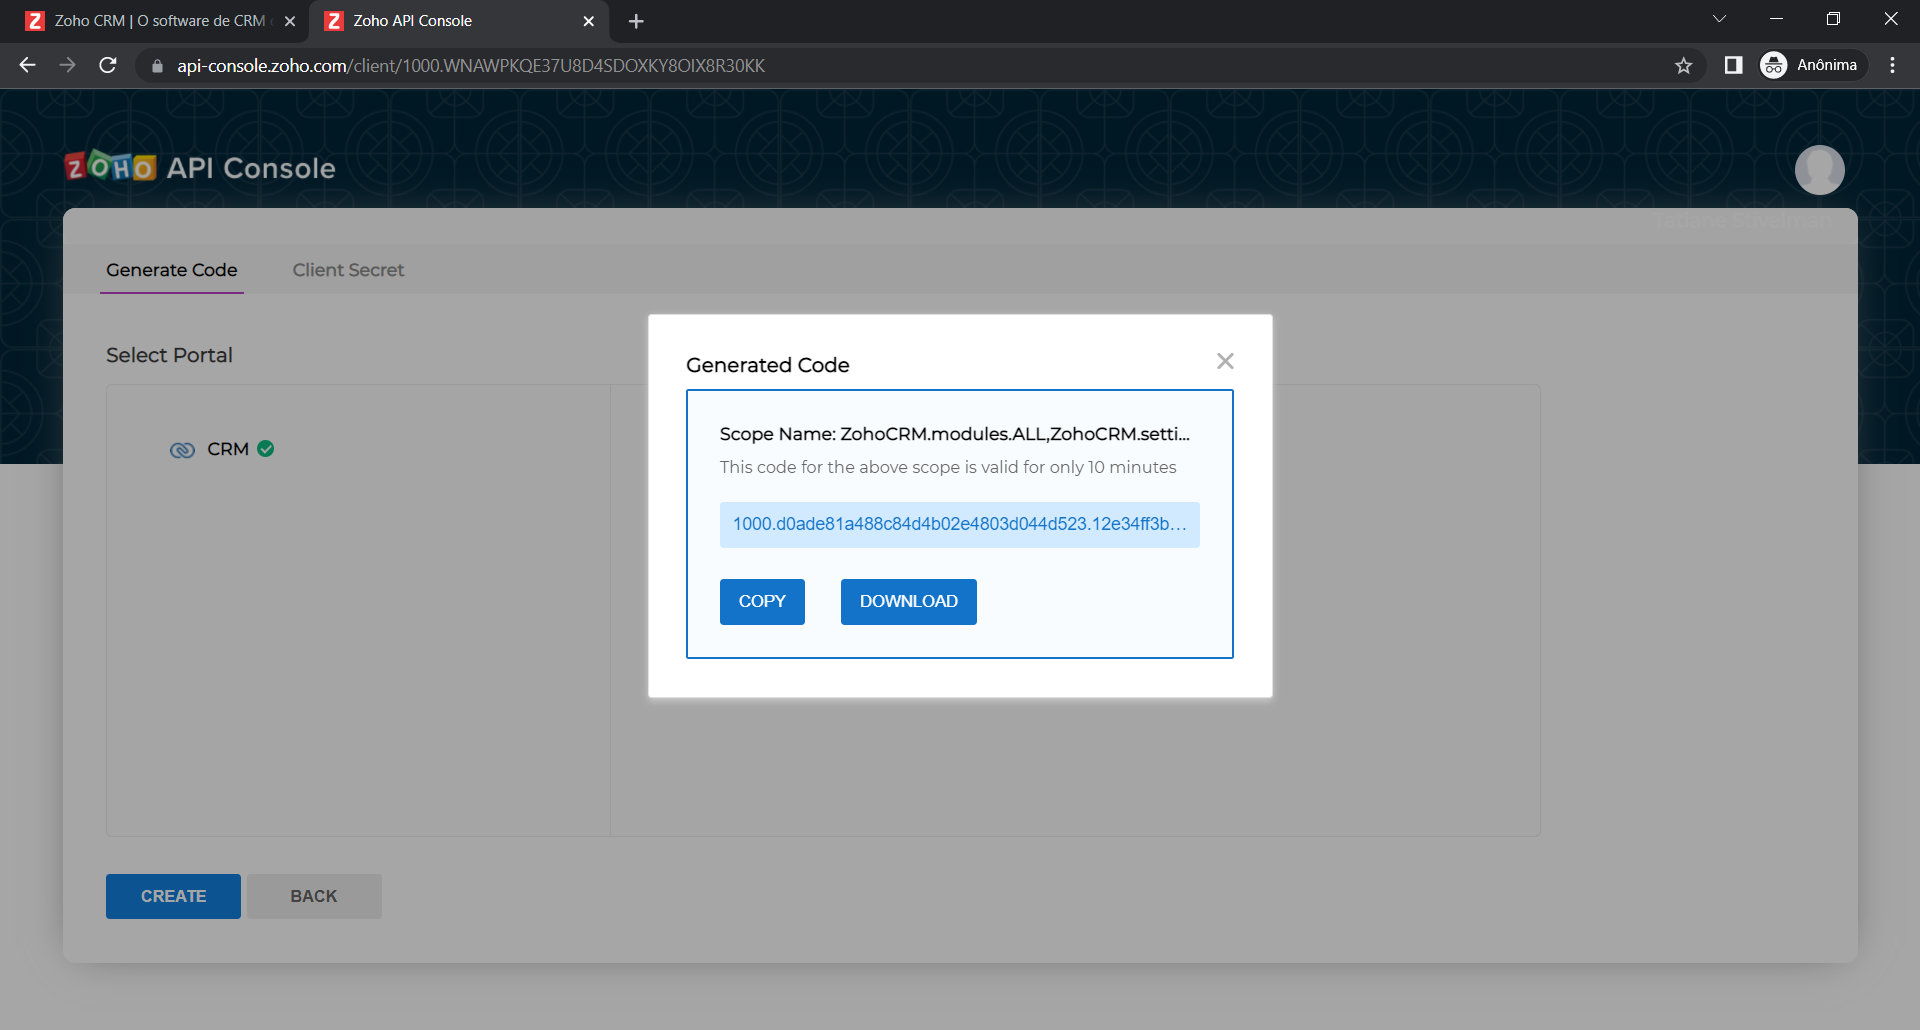 Zoho CRM | O software de CRM
Zoho API Console
api-console.zoho.com/client/1000.WNAWPKQE37U8D4SDOXKY8OIX8R30KK
Anônima
ZOHO API Console
Generate Code
Client Secret
Select Portal
CRM
Generated Code
Scope Name: ZohoCRM.modules.ALL,ZohoCRM.setti...
This code for the above scope is valid for only 10 minutes
1000.d0ade81a488c84d4b02e4803d044d523.12e34ff3b...
COPY
DOWNLOAD
CREATE
BACK